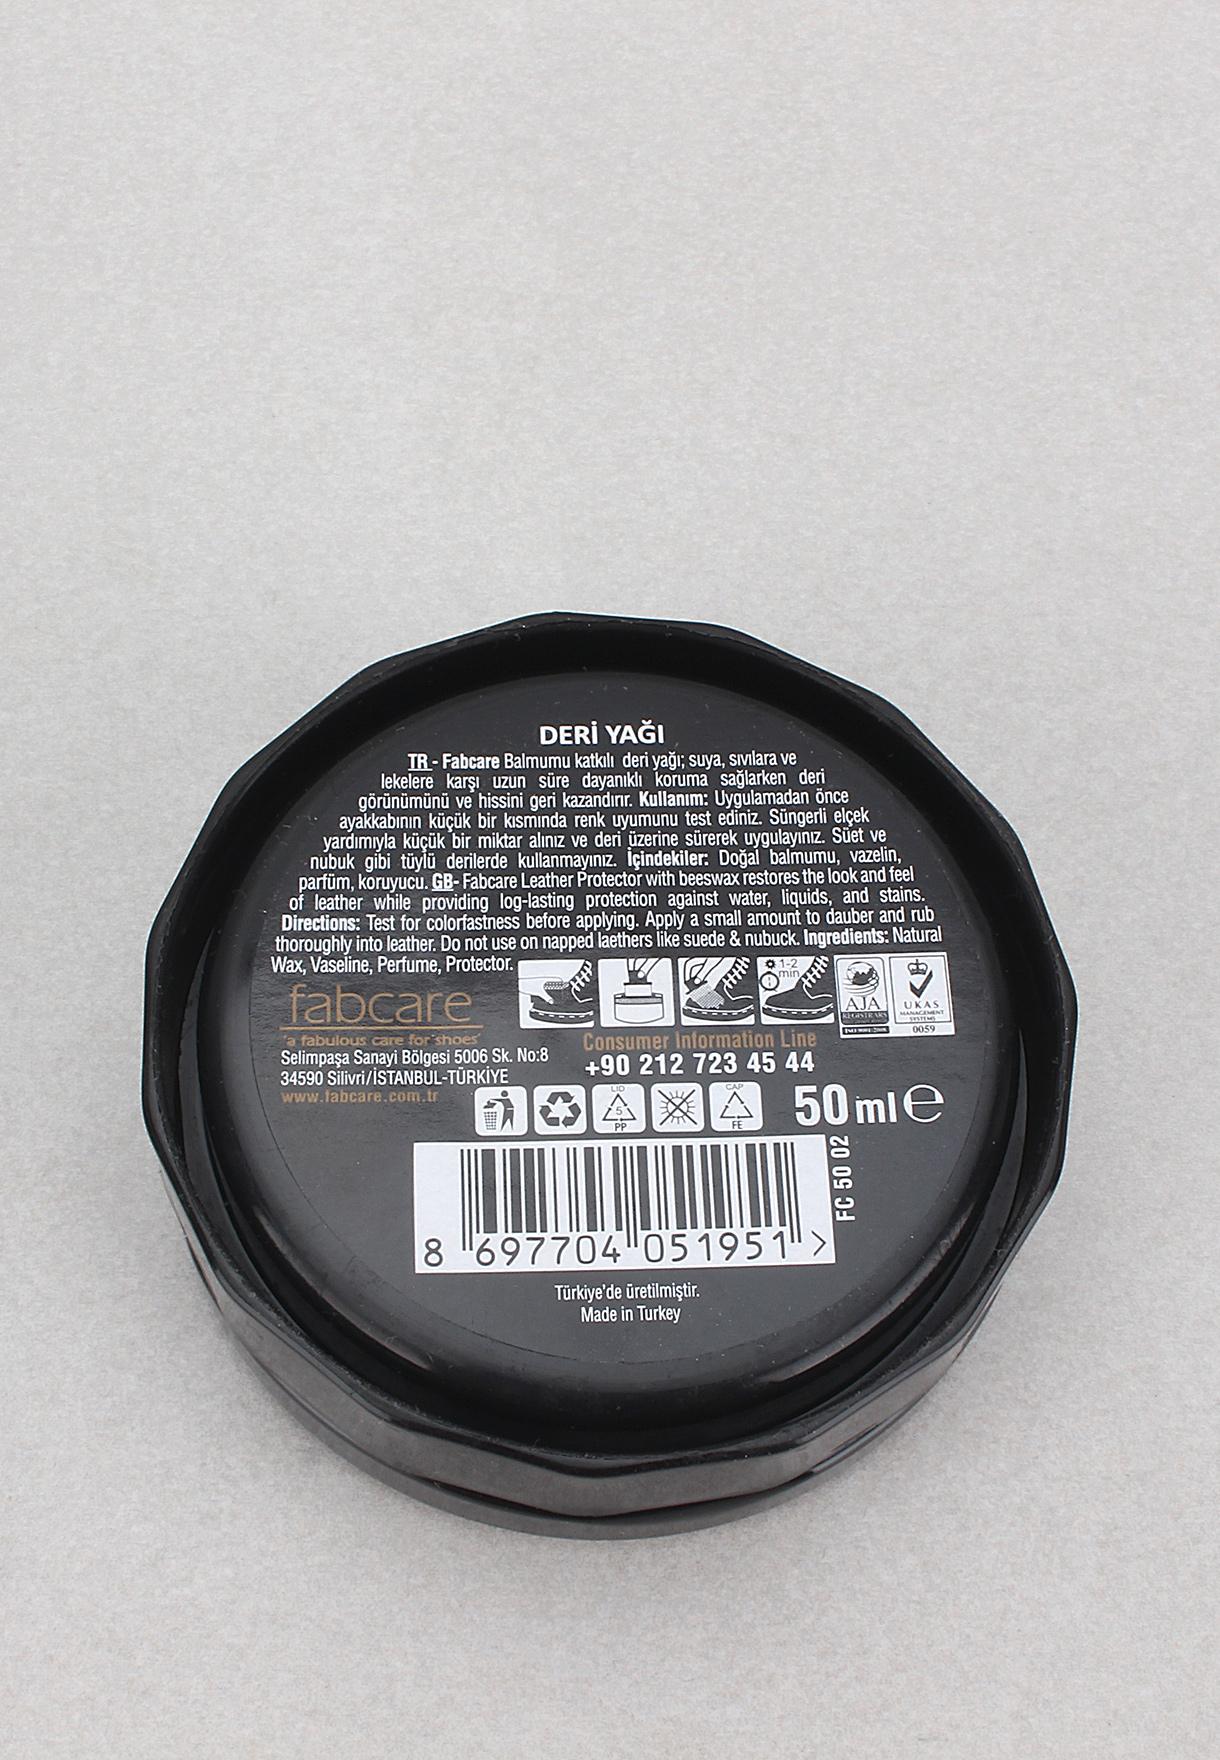 DERİ YAĞI
TR - Fabcare Balmumu katkılı deri yağı; suya, sıvılara ve
lekelere karşı uzun süre dayanıklı koruma sağlarken deri
görünümünü ve hissini geri kazandırır. Kullanım: Uygulamadan önce
ayakkabının küçük bir kısmında renk uyumunu test ediniz. Süngerli elçek
yardımıyla küçük bir miktar alınız ve deri üzerine sürerek uygulayınız. Süet ve
nubuk gibi tüylü derilerde kullanmayınız. İçindekiler: Doğal balmumu, vazelin,
parfüm, koruyucu. GB- Fabcare Leather Protector with beeswax restores the look and feel
of leather while providing log-lasting protection against water, liquids, and stains.
Directions: Test for colorfastness before applying. Apply a small amount to dauber and rub
thoroughly into leather. Do not use on napped laethers like suede & nubuck. Ingredients: Natural
Wax, Vaseline, Perfume, Protector.
1-2
min
AJA
REGISTRARS
ISO 9001:2008
UKAS
MANAGEMENT
SYSTEMS
0059
fabcare
'a fabulous care for shoes'
Consumer Information Line
+90 212 723 45 44
Selimpaşa Sanayi Bölgesi 5006 Sk. No:8
34590 Silivri/İSTANBUL-TÜRKİYE
www.fabcare.com.tr
LID
5
PP
CAP
FE
50 ml ℮
FC 50 02
8 697704 051951 >
Türkiye'de üretilmiştir.
Made in Turkey